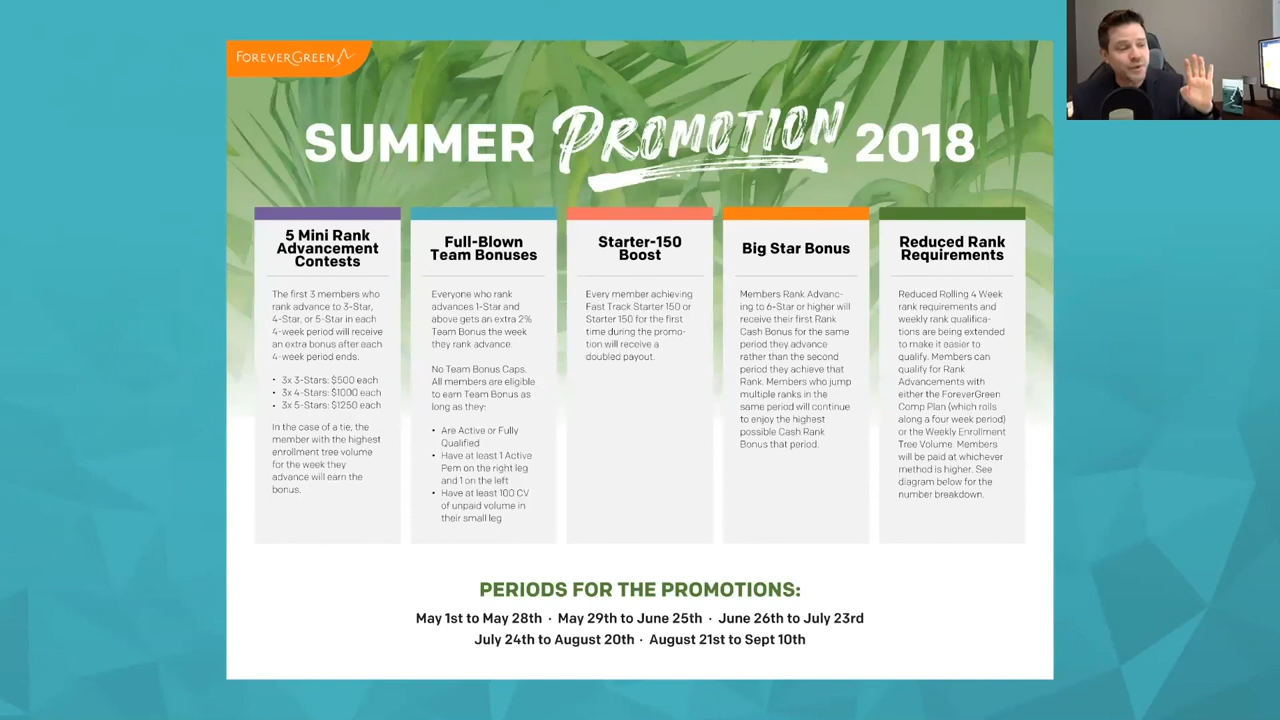 FOREVERGREEN
SUMMER PROMOTION 2018
5 Mini Rank
Advancement
Contests
The first 3 members who
rank advance to 3-Star,
4-Star, or 5-Star in each
4-week period will receive
an extra bonus after each
4-week period ends.
• 3x 3-Stars: $500 each
• 3x 4-Stars: $1000 each
• 3x 5-Stars: $1250 each
In the case of a tie, the
member with the highest
enrollment tree volume
for the week they
advance will earn the
bonus.
Full-Blown
Team Bonuses
Everyone who rank
advances 1-Star and
above gets an extra 2%
Team Bonus the week
they rank advance.
No Team Bonus Caps.
All members are eligible
to earn Team Bonus as
long as they:
• Are Active or Fully
Qualified
• Have at least 1 Active
Pem on the right leg
and 1 on the left
• Have at least 100 CV
of unpaid volume in
their small leg
Starter-150
Boost
Every member achieving
Fast Track Starter 150 or
Starter 150 for the first
time during the promo-
tion will receive a
doubled payout.
Big Star Bonus
Members Rank Advanc-
ing to 6-Star or higher will
receive their first Rank
Cash Bonus for the same
period they advance
rather than the second
period they achieve that
Rank. Members who jump
multiple ranks in the
same period will continue
to enjoy the highest
possible Cash Rank
Bonus that period.
Reduced Rank
Requirements
Reduced Rolling 4 Week
rank requirements and
weekly rank qualifica-
tions are being extended
to make it easier to
qualify. Members can
qualify for Rank
Advancements with
either the ForeverGreen
Comp Plan (which rolls
along a four week period)
or the Weekly Enrollment
Tree Volume. Members
will be paid at whichever
method is higher. See
diagram below for the
number breakdown.
PERIODS FOR THE PROMOTIONS:
May 1st to May 28th · May 29th to June 25th · June 26th to July 23rd
July 24th to August 20th · August 21st to Sept 10th